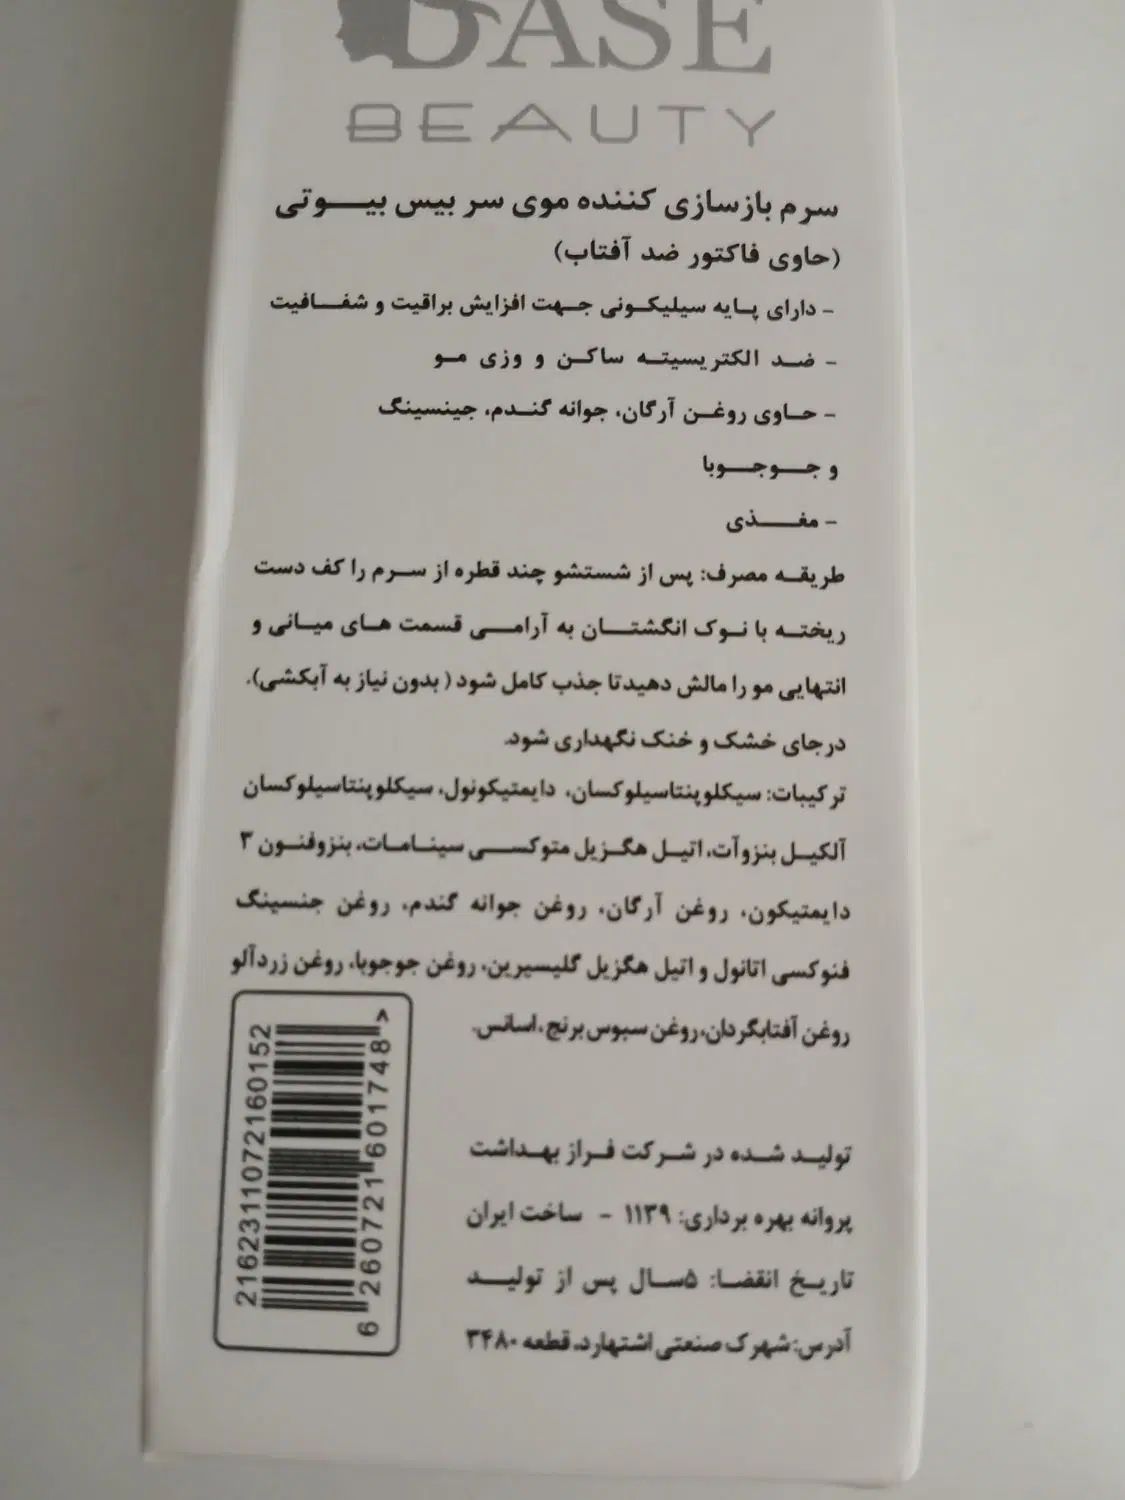 BASE
BEAUTY
سرم بازسازی کننده موی سر بیس بیوتی
(حاوی فاکتور ضد آفتاب)
- دارای پایه سیلیکونی جهت افزایش براقیت و شفافیت
- ضد الکتریسیته ساکن و وزی مو
- حاوی روغن آرگان، جوانه گندم، جینسینگ
و جوجوبا
- مغذی
طریقه مصرف: پس از شستشو چند قطره از سرم را کف دست
ریخته با نوک انگشتان به آرامی قسمت های میانی و
انتهایی مو را مالش دهید تا جذب کامل شود ( بدون نیاز به آبکشی).
درجای خشک و خنک نگهداری شود.
ترکیبات: سیکلوپنتاسیلوکسان، دایمتیکونول، سیکلوپنتاسیلوکسان
آلکیل بنزوآت، اتیل هگزیل متوکسی سینامات، بنزوفنون ۳
دایمتیکون، روغن آرگان، روغن جوانه گندم، روغن جنسینگ
فنوکسی اتانول و اتیل هگزیل گلیسیرین، روغن جوجوبا، روغن زردآلو
روغن آفتابگردان، روغن سبوس برنج، اسانس.
تولید شده در شرکت فراز بهداشت
پروانه بهره برداری: ۱۱۳۹ - ساخت ایران
تاریخ انقضا: ۵سال پس از تولید
آدرس: شهرک صنعتی اشتهارد، قطعه ۳۴۸۰
2162311072160152
6 260721 601748 >